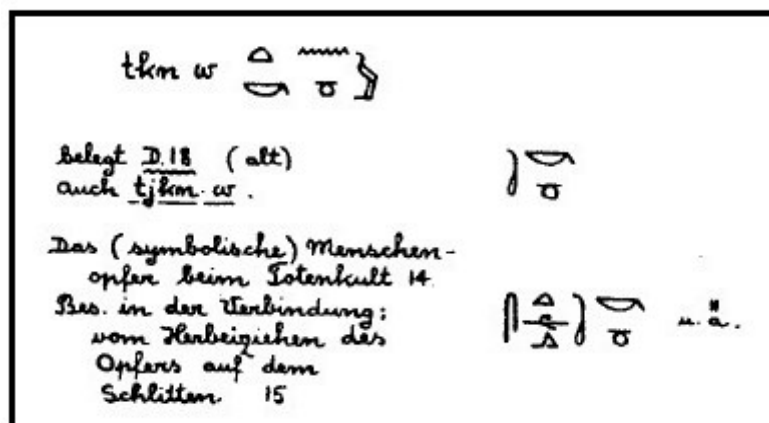 tkn w
belegt D.18 (alt)
auch tjkn.w.
Das (symbolische) Menschen-
opfer beim Totenkult 14
Bes. in der Verbindung:
vom Herbeiziehen des
Opfers auf dem
Schlitten. 15
u. ä.